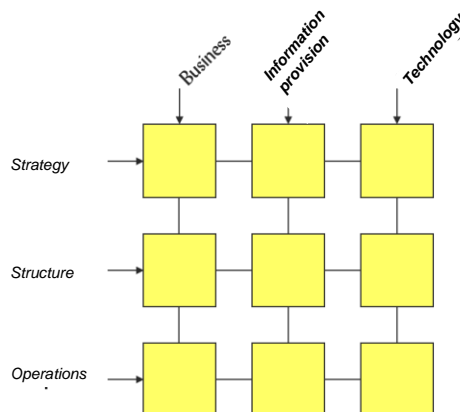 Business
Information
provision
Technology
Strategy
Structure
Operations